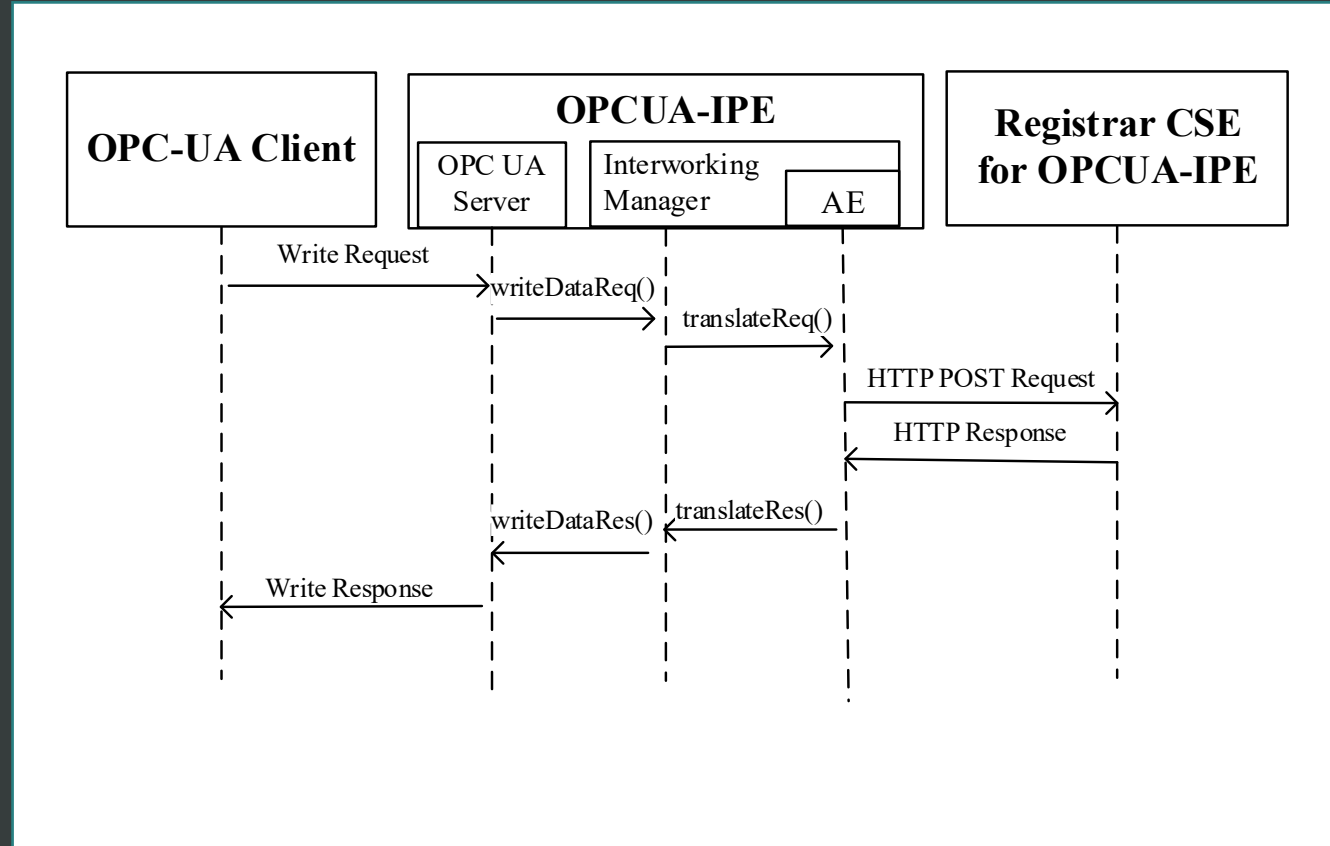 OPC-UA Client
OPCUA-IPE
OPC UA
Server
Interworking
Manager
AE
Registrar CSE
for OPCUA-IPE
Write Request
writeDataReq()
translateReq()
HTTP POST Request
HTTP Response
translateRes()
writeDataRes()
Write Response